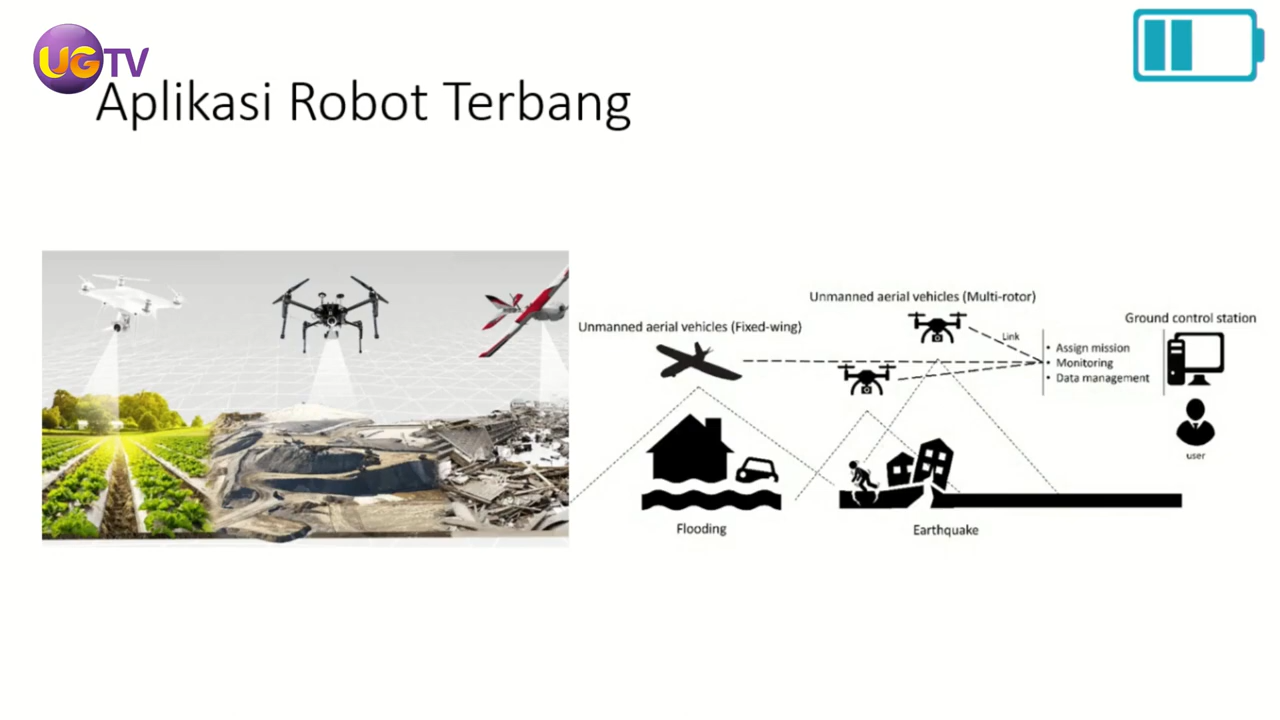 UGTV
Aplikasi Robot Terbang
Unmanned aerial vehicles (Multi-rotor)
Unmanned aerial vehicles (Fixed-wing)
Ground control station
Link
• Assign mission
• Monitoring
• Data management
user
Flooding
Earthquake